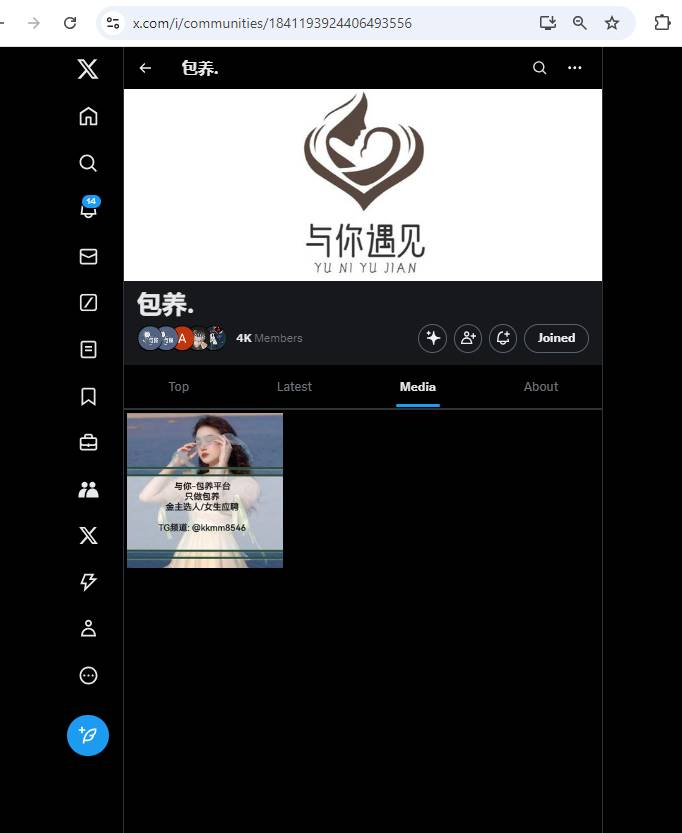 x.com/i/communities/1841193924406493556
包养.
14
与你遇见
YU NI YU JIAN
包养.
A
4K Members
Joined
Top
Latest
Media
About
与你-包养平台
只做包养
金主选人/女生应聘
TG频道: @kkmm8546